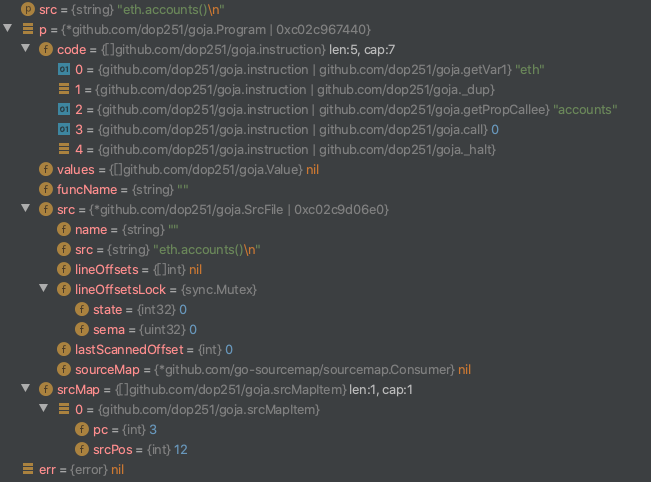 src = {string} "eth.accounts()\n"
p = {*github.com/dop251/goja.Program | 0xc02c967440}
code = {[]github.com/dop251/goja.instruction} len:5, cap:7
0 = {github.com/dop251/goja.instruction | github.com/dop251/goja.getVar1} "eth"
1 = {github.com/dop251/goja.instruction | github.com/dop251/goja._dup}
2 = {github.com/dop251/goja.instruction | github.com/dop251/goja.getPropCallee} "accounts"
3 = {github.com/dop251/goja.instruction | github.com/dop251/goja.call} 0
4 = {github.com/dop251/goja.instruction | github.com/dop251/goja._halt}
values = {[]github.com/dop251/goja.Value} nil
funcName = {string} ""
src = {*github.com/dop251/goja.SrcFile | 0xc02c9d06e0}
name = {string} ""
src = {string} "eth.accounts()\n"
lineOffsets = {[]int} nil
lineOffsetsLock = {sync.Mutex}
state = {int32} 0
sema = {uint32} 0
lastScannedOffset = {int} 0
sourceMap = {*github.com/go-sourcemap/sourcemap.Consumer} nil
srcMap = {[]github.com/dop251/goja.srcMapItem} len:1, cap:1
0 = {github.com/dop251/goja.srcMapItem}
pc = {int} 3
srcPos = {int} 12
err = {error} nil